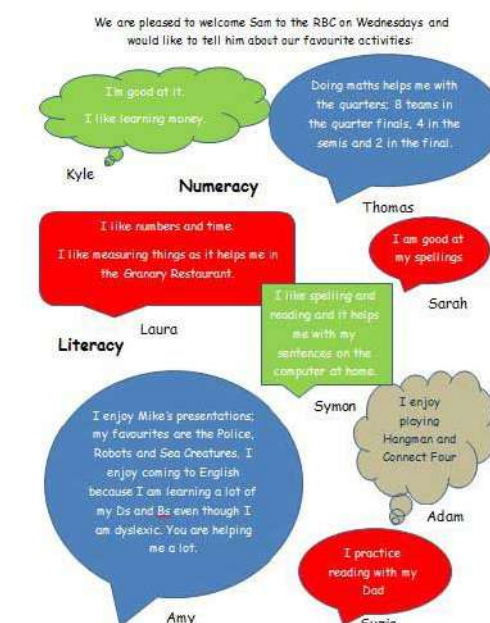 We are pleased to welcome Sam to the RBC on Wednesdays and
would like to tell him about our favourite activities:
I'm good at it.
I like learning money.
Kyle
Doing maths helps me with
the quarters; 8 teams in
the quarter finals, 4 in the
semis and 2 in the final.
Thomas
Numeracy
I like numbers and time.
I like measuring things as it helps me in
the Granary Restaurant.
Laura
I am good at
my spellings
Sarah
Literacy
I like spelling and
reading and it helps
me with my
sentences on the
computer at home.
Symon
I enjoy
playing
Hangman and
Connect Four
Adam
I enjoy Mike's presentations;
my favourites are the Police,
Robots and Sea Creatures. I
enjoy coming to English
because I am learning a lot of
my Ds and Bs even though I
am dyslexic. You are helping
me a lot.
Amy
I practice
reading with my
Dad